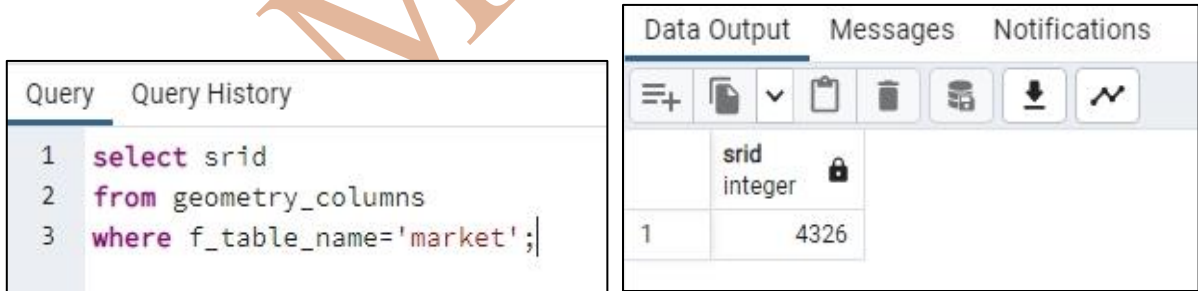 Query Query History
1 select srid
2 from geometry_columns
3 where f_table_name='market';
Data Output Messages Notifications
srid
integer
1 4326